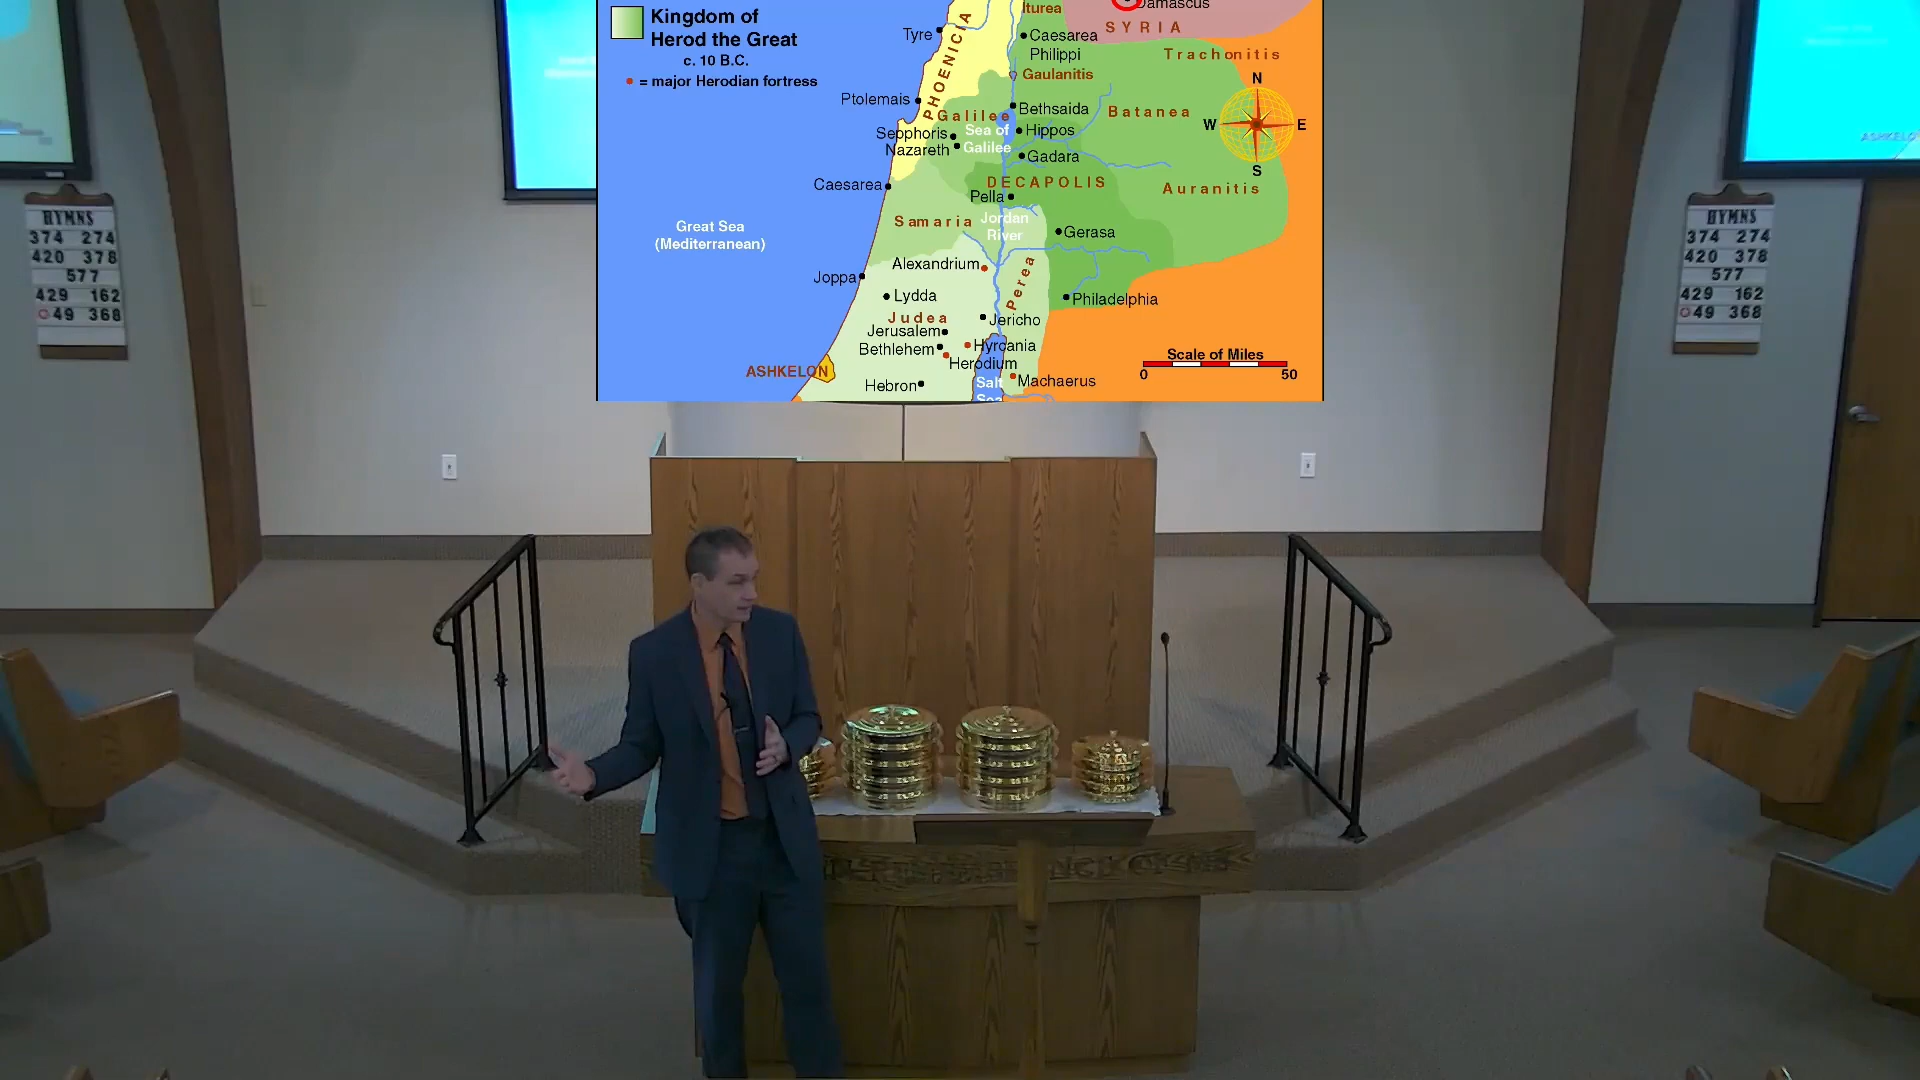 Kingdom of
Herod the Great
c. 10 B.C.
= major Herodian fortress
Iturea
Damascus
SYRIA
Tyre
PHOENICIA
Caesarea
Philippi
Trachonitis
Gaulanitis
N
W
E
S
Ptolemais
Galilee
Bethsaida
Batanea
Sepphoris
Sea of
Galilee
Hippos
Nazareth
Gadara
DECAPOLIS
Auranitis
Caesarea
Pella
Samaria
Jordan
River
Great Sea
(Mediterranean)
Gerasa
Alexandrium
Perea
Joppa
Lydda
Philadelphia
Judea
Jericho
Jerusalem
Bethlehem
Hyrcania
Herodium
Scale of Miles
0 50
ASHKELON
Hebron
Salt
Sea
Machaerus
HYMNS
374 274
420 378
577
429 162
49 368
HYMNS
374 274
420 378
577
429 162
49 368